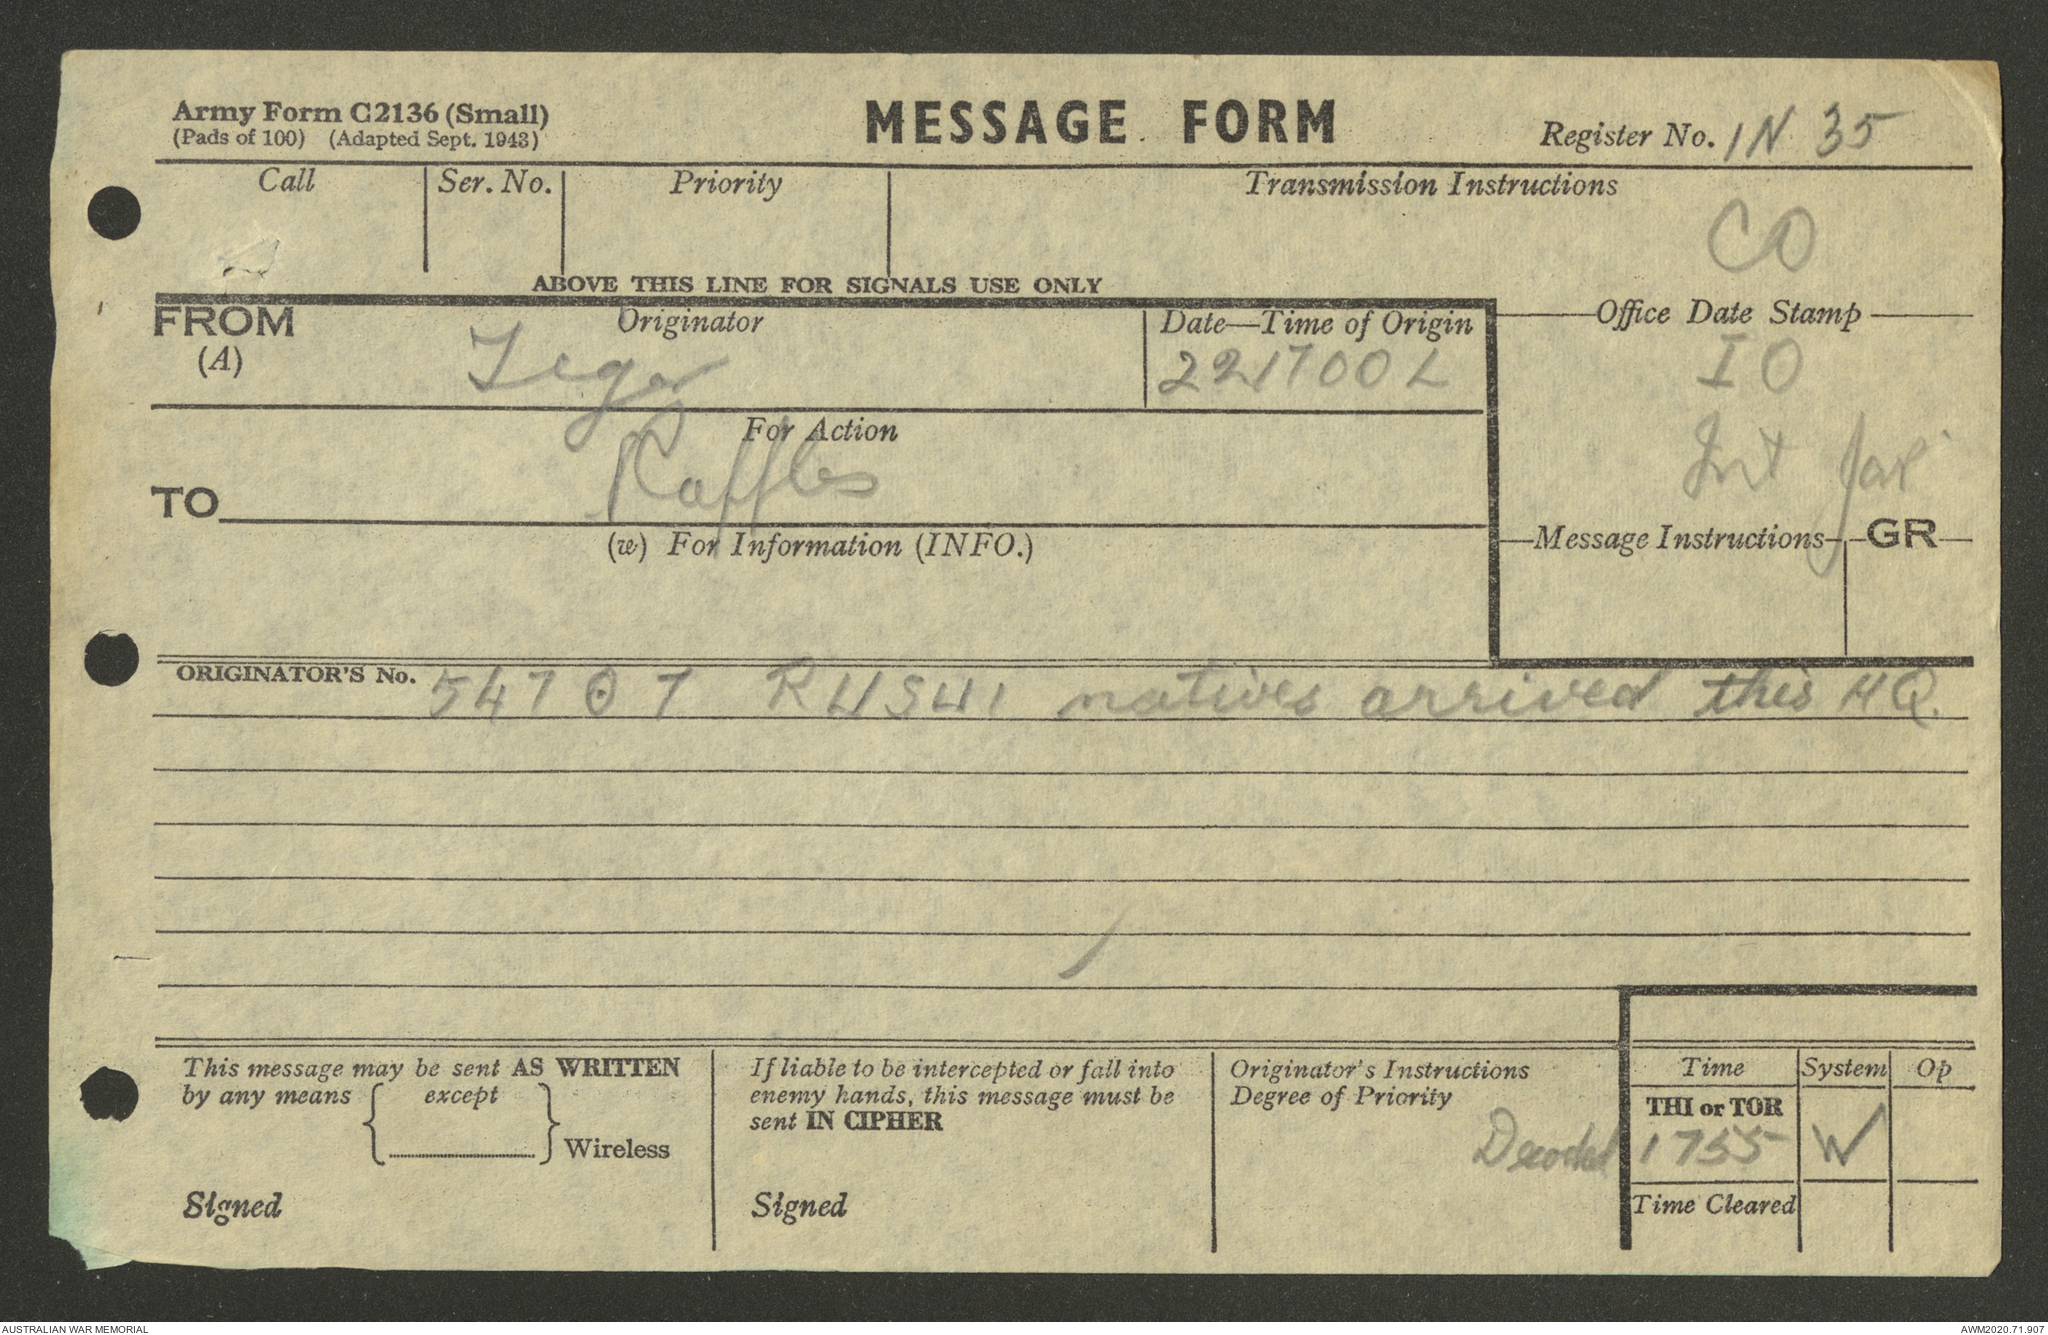 Army Form C2136 (Small)
(Pads of 100) (Adapted Sept. 1943)
MESSAGE FORM
Register No. IN 35
Call
Ser. No.
Priority
Transmission Instructions
CO
ABOVE THIS LINE FOR SIGNALS USE ONLY
FROM
(A)
Originator
Date—Time of Origin
221700L
Office Date Stamp
IO
For Action
Raffles
Int
TO
(w) For Information (INFO.)
Message Instructions
GR
ORIGINATOR'S No. natives arrived this HQ.
This message may be sent AS WRITTEN
by any means { except
} Wireless
Signed
If liable to be intercepted or fall into
enemy hands, this message must be
sent IN CIPHER
Signed
Originator's Instructions
Degree of Priority
Decoded
Time System Op
THI or TOR
1755 W
Time Cleared
AUSTRALIAN WAR MEMORIAL
AWM2020.71.907